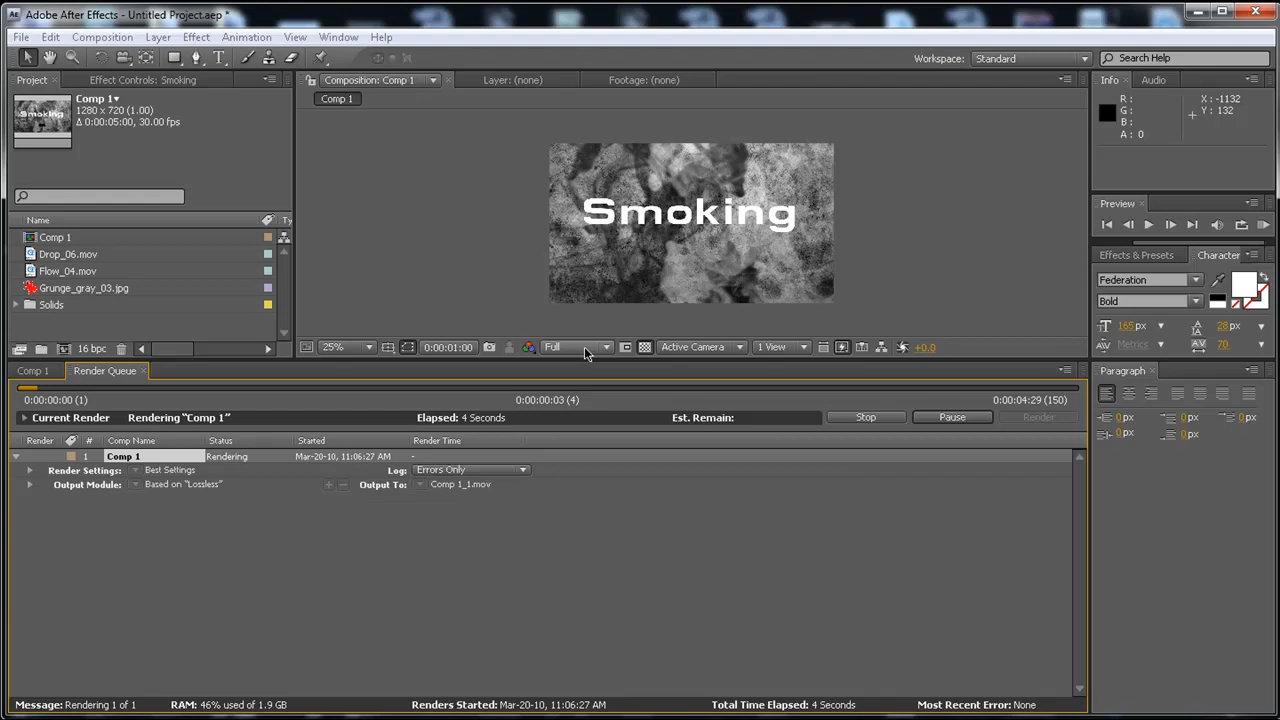 Adobe After Effects - Untitled Project.aep *
File Edit Composition Layer Effect Animation View Window Help
Workspace: Standard Search Help
Project Effect Controls: Smoking Composition: Comp 1 Layer: (none) Footage: (none) Info Audio
Comp 1
1280 x 720 (1.00)
Δ 0:00:05:00, 30.00 fps
Smoking
Comp 1
R :
G :
B :
A : 0
X : -1132
Y : 132
Smoking
Preview
Name Ty
Comp 1
Drop_06.mov
Flow_04.mov
Grunge_gray_03.jpg
Solids
16 bpc
25% 0:00:01:00 Full Active Camera 1 View +0.0
Effects & Presets Character
Federation
Bold
165 px 28 px
Metrics 70
Paragraph
0 px 0 px 0 px
0 px 0 px
Comp 1 Render Queue
0:00:00:00 (1) 0:00:00:03 (4) 0:00:04:29 (150)
Current Render Rendering "Comp 1" Elapsed: 4 Seconds Est. Remain: Stop Pause Render
Render # Comp Name Status Started Render Time
1 Comp 1 Rendering Mar-20-10, 11:06:27 AM -
Render Settings: Best Settings Log: Errors Only
Output Module: Based on "Lossless" + − Output To: Comp 1_1.mov
Message: Rendering 1 of 1 RAM: 46% used of 1.9 GB Renders Started: Mar-20-10, 11:06:27 AM Total Time Elapsed: 4 Seconds Most Recent Error: None